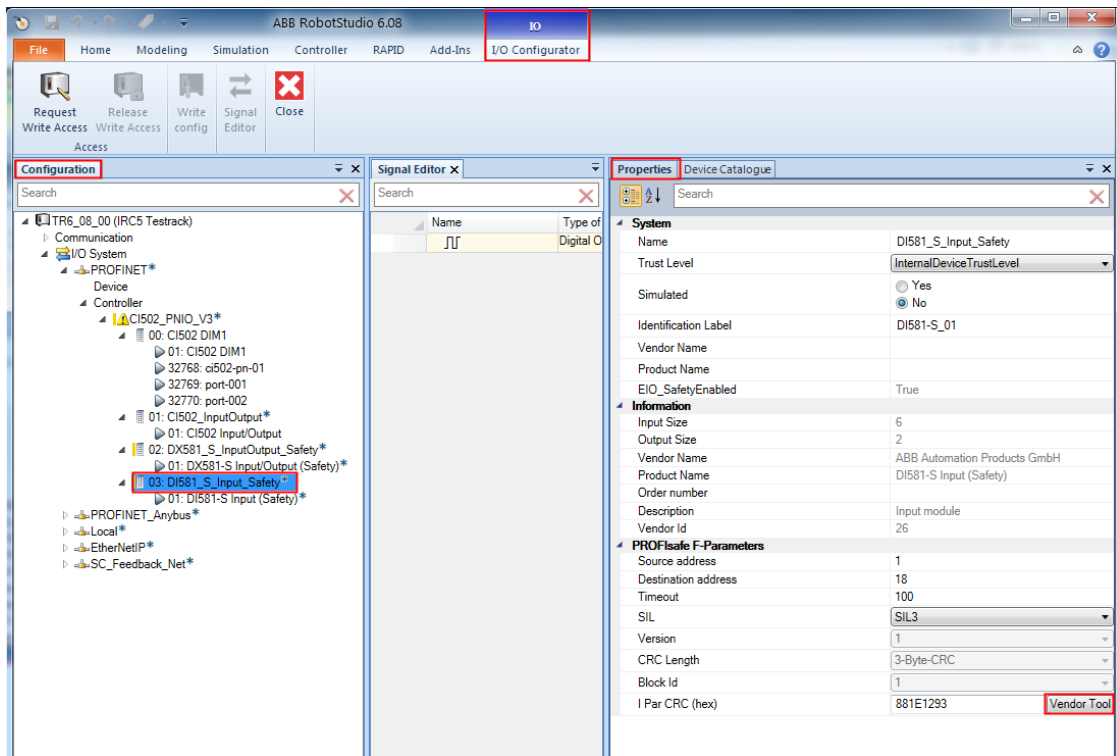 ABB RobotStudio 6.08
IO
File Home Modeling Simulation Controller RAPID Add-Ins I/O Configurator
Request Write Access
Release Write Access
Write config
Signal Editor
Close
Access
Configuration
Search
TR6_08_00 (IRC5 Testrack)
Communication
I/O System
PROFINET*
Device
Controller
CI502_PNIO_V3*
00: CI502 DIM1
01: CI502 DIM1
32768: ci502-pn-01
32769: port-001
32770: port-002
01: CI502_InputOutput*
01: CI502 Input/Output
02: DX581_S_InputOutput_Safety*
01: DX581-S Input/Output (Safety)*
03: DI581_S_Input_Safety*
01: DI581-S Input (Safety)*
PROFINET_Anybus*
Local*
EtherNetIP*
SC_Feedback_Net*
Signal Editor
Search
Name Type of
Digital O
Properties Device Catalogue
Search
System
Name DI581_S_Input_Safety
Trust Level InternalDeviceTrustLevel
Simulated Yes
No
Identification Label DI581-S_01
Vendor Name
Product Name
EIO_SafetyEnabled True
Information
Input Size 6
Output Size 2
Vendor Name ABB Automation Products GmbH
Product Name DI581-S Input (Safety)
Order number
Description Input module
Vendor Id 26
PROFIsafe F-Parameters
Source address 1
Destination address 18
Timeout 100
SIL SIL3
Version 1
CRC Length 3-Byte-CRC
Block Id 1
I Par CRC (hex) 881E1293 Vendor Tool